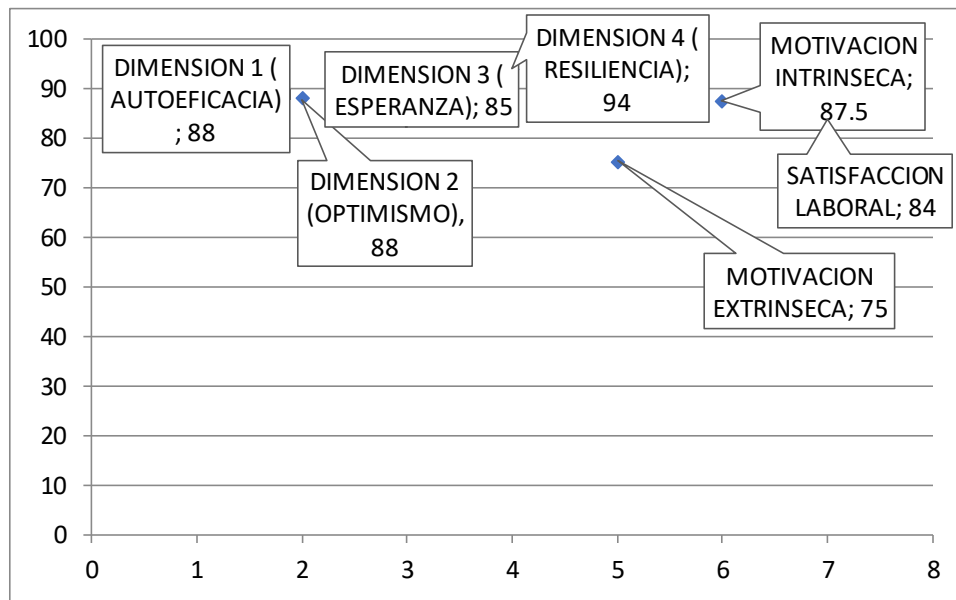 100
90
80
70
60
50
40
30
20
10
0
DIMENSION 1 (
AUTOEFICACIA)
; 88
DIMENSION 2
(OPTIMISMO),
88
DIMENSION 3 (
ESPERANZA); 85
DIMENSION 4 (
RESILIENCIA);
94
MOTIVACION
INTRINSECA;
87.5
SATISFACCION
LABORAL; 84
MOTIVACION
EXTRINSECA; 75
0 1 2 3 4 5 6 7 8